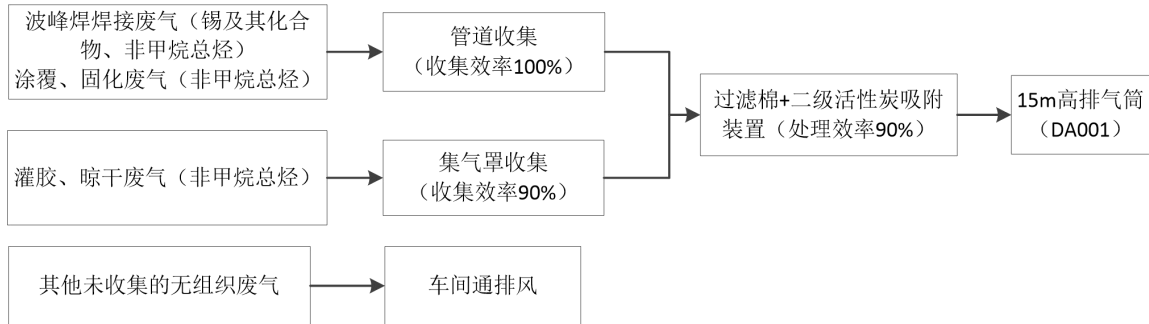 波峰焊焊接废气（锡及其化合
物、非甲烷总烃）
涂覆、固化废气（非甲烷总烃）
管道收集
（收集效率100%）
过滤棉+二级活性炭吸附
装置（处理效率90%）
15m高排气筒
（DA001）
灌胶、晾干废气（非甲烷总烃）
集气罩收集
（收集效率90%）
其他未收集的无组织废气
车间通排风